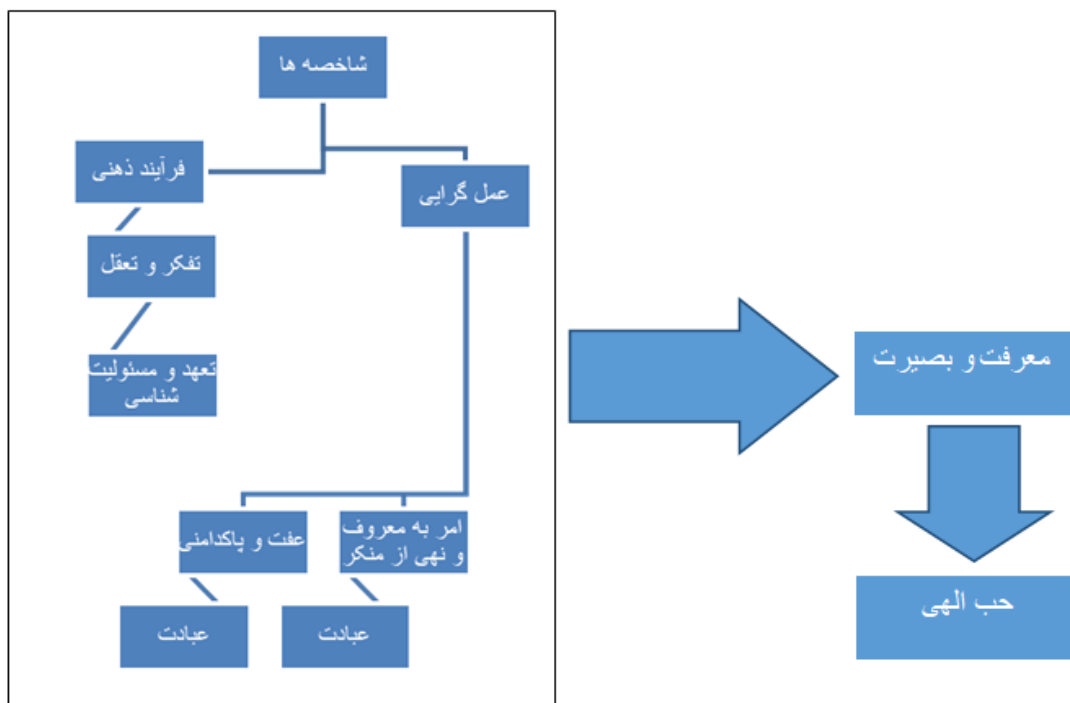 شاخصه ها
فرآیند ذهنی
عمل گرایی
تفکر و تعقل
تعهد و مسئولیت
شناسی
امر به معروف
و نهی از منکر
عفت و پاکدامنی
عبادت
عبادت
معرفت و بصیرت
حب الهی